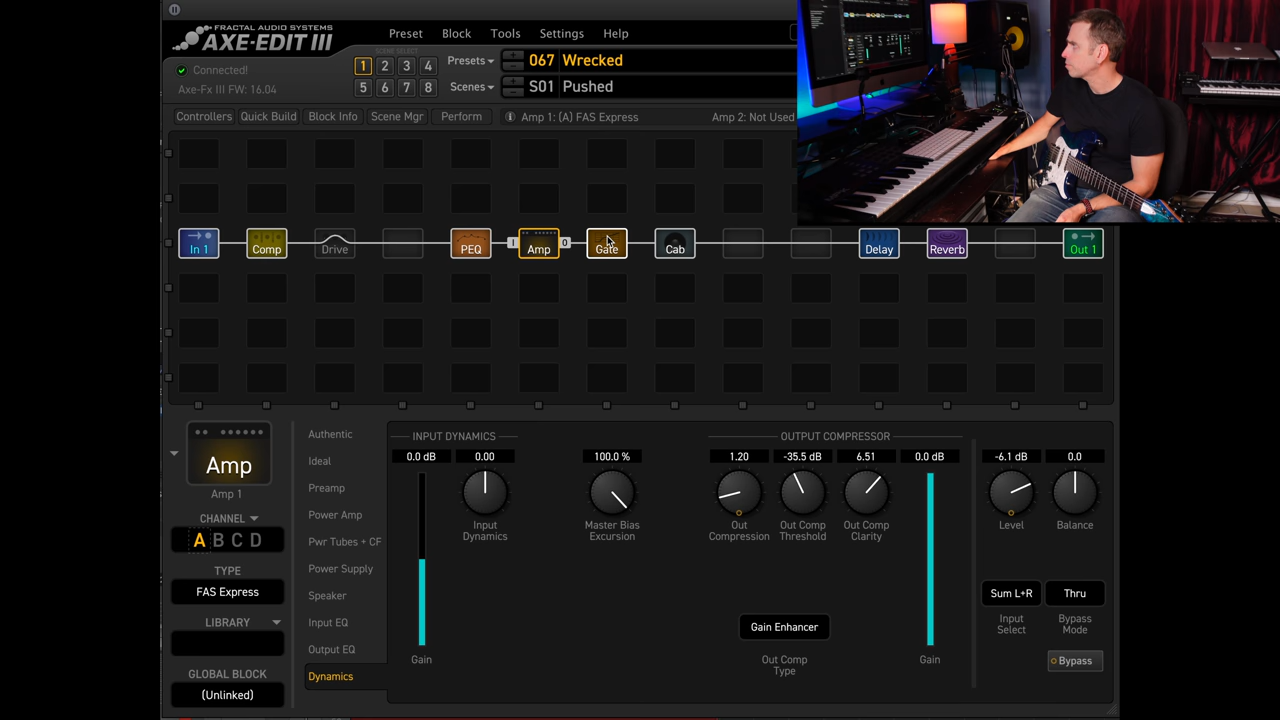 FRACTAL AUDIO SYSTEMS
AXE-EDIT III
Preset Block Tools Settings Help
SCENE SELECT
Connected!
Axe-Fx III FW: 16.04
1 2 3 4
5 6 7 8
Presets 067 Wrecked
Scenes S01 Pushed
Controllers Quick Build Block Info Scene Mgr Perform Amp 1: (A) FAS Express Amp 2: Not Used
In 1 Comp Drive PEQ I Amp O Gate Cab Delay Reverb Out 1
Amp
Amp 1
CHANNEL
A B C D
TYPE
FAS Express
LIBRARY
GLOBAL BLOCK
(Unlinked)
Authentic
Ideal
Preamp
Power Amp
Pwr Tubes + CF
Power Supply
Speaker
Input EQ
Output EQ
Dynamics
INPUT DYNAMICS
0.0 dB 0.00
Input
Dynamics
Gain
100.0 %
Master Bias
Excursion
OUTPUT COMPRESSOR
1.20 -35.5 dB 6.51 0.0 dB
Out
Compression
Out Comp
Threshold
Out Comp
Clarity
Gain Enhancer
Out Comp
Type
Gain
-6.1 dB 0.0
Level Balance
Sum L+R Thru
Input
Select
Bypass
Mode
Bypass